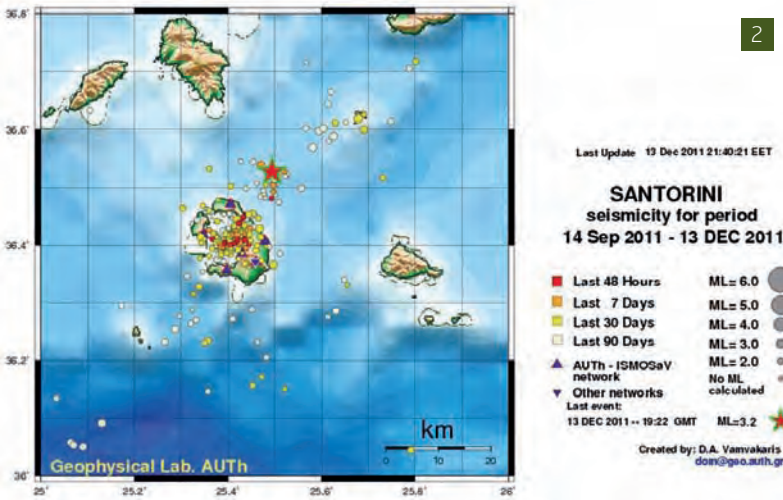 2
36.8°
36.6°
36.4°
36.2°
36°
25°
25.2°
25.4°
25.6°
25.8°
26°
km
0 10 20
Geophysical Lab. AUTh
Last Update 13 Dec 2011 21:40:21 EET
SANTORINI
seismicity for period
14 Sep 2011 - 13 DEC 2011
Last 48 Hours
Last 7 Days
Last 30 Days
Last 90 Days
AUTh - ISMOSaV
network
Other networks
ML= 6.0
ML= 5.0
ML= 4.0
ML= 3.0
ML= 2.0
No ML
calculated
Last event:
13 DEC 2011 -- 19:22 GMT ML=3.2
Created by: D.A. Vamvakaris
dom@geo.auth.gr